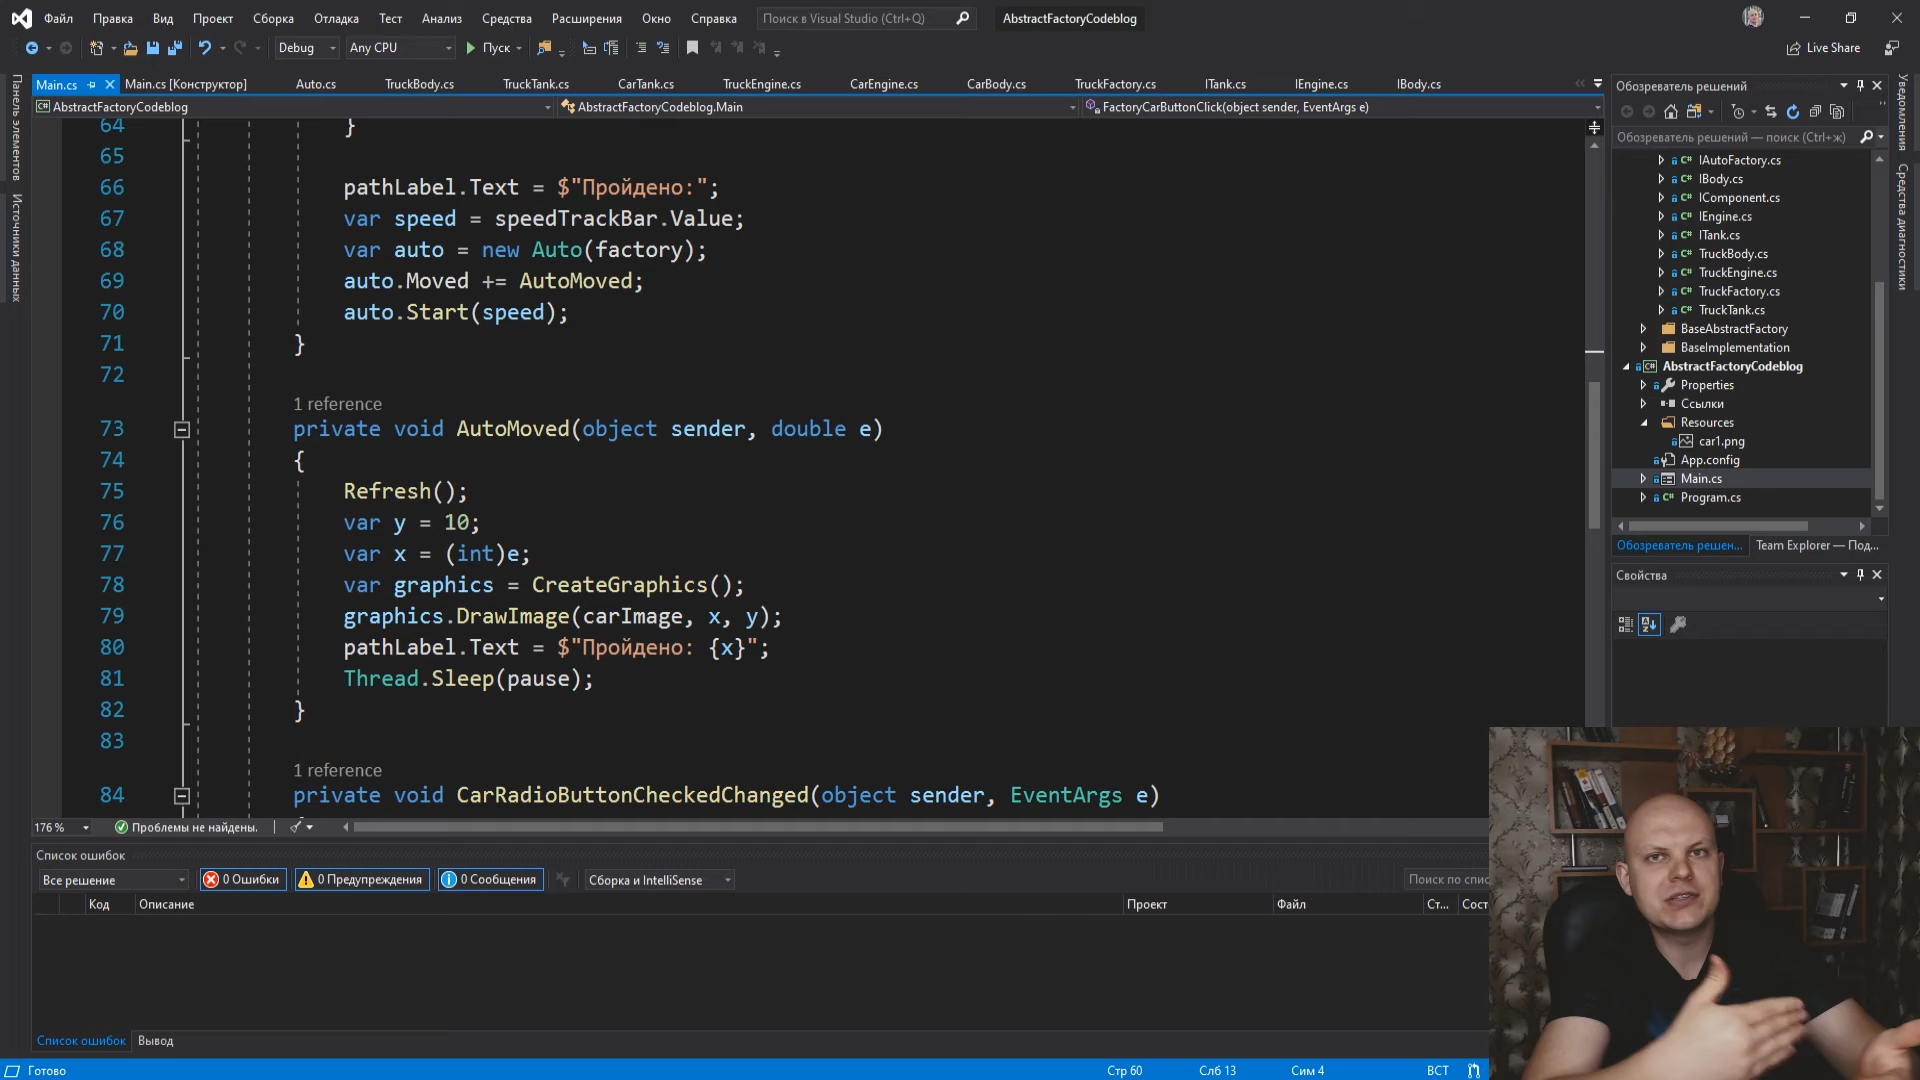 Файл Правка Вид Проект Сборка Отладка Тест Анализ Средства Расширения Окно Справка Поиск в Visual Studio (Ctrl+Q) AbstractFactoryCodeblog
Debug Any CPU Пуск Live Share
Main.cs Main.cs [Конструктор] Auto.cs TruckBody.cs TruckTank.cs CarTank.cs TruckEngine.cs CarEngine.cs CarBody.cs TruckFactory.cs ITank.cs IEngine.cs IBody.cs
AbstractFactoryCodeblog AbstractFactoryCodeblog.Main FactoryCarButtonClick(object sender, EventArgs e)
Панель элементов
Источники данных
64 }
65
66 pathLabel.Text = $"Пройдено:";
67 var speed = speedTrackBar.Value;
68 var auto = new Auto(factory);
69 auto.Moved += AutoMoved;
70 auto.Start(speed);
71 }
72
1 reference
73 private void AutoMoved(object sender, double e)
74 {
75 Refresh();
76 var y = 10;
77 var x = (int)e;
78 var graphics = CreateGraphics();
79 graphics.DrawImage(carImage, x, y);
80 pathLabel.Text = $"Пройдено: {x}";
81 Thread.Sleep(pause);
82 }
83
1 reference
84 private void CarRadioButtonCheckedChanged(object sender, EventArgs e)
176 % Проблемы не найдены.
Список ошибок
Все решение 0 Ошибки 0 Предупреждения 0 Сообщения Сборка и IntelliSense Поиск по спис
Код Описание Проект Файл Ст... Сост
Список ошибок Вывод
Готово Стр 60 Слб 13 Сим 4 ВСТ
Обозреватель решений
Обозреватель решений — поиск (Ctrl+ж)
IAutoFactory.cs
IBody.cs
IComponent.cs
IEngine.cs
ITank.cs
TruckBody.cs
TruckEngine.cs
TruckFactory.cs
TruckTank.cs
BaseAbstractFactory
BaseImplementation
AbstractFactoryCodeblog
Properties
Ссылки
Resources
car1.png
App.config
Main.cs
Program.cs
Обозреватель решен... Team Explorer — Под...
Свойства
Уведомления
Средства диагностики